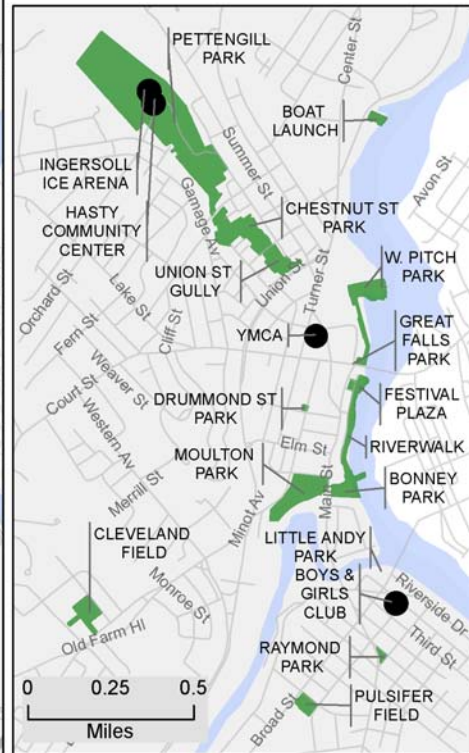 PETTENGILL
PARK
Center St
BOAT
LAUNCH
Avon St
Summer St
INGERSOLL
ICE ARENA
HASTY
COMMUNITY
CENTER
Gamage Av
CHESTNUT ST
PARK
UNION ST
GULLY
Union St
Turner St
W. PITCH
PARK
Orchard St
Lake St
Fern St
Cliff St
YMCA
GREAT
FALLS
PARK
Court St
Weaver St
Western Av
DRUMMOND ST
PARK
FESTIVAL
PLAZA
Elm St
RIVERWALK
MOULTON
PARK
Main St
BONNEY
PARK
Merrill St
Minot Av
CLEVELAND
FIELD
Monroe St
LITTLE ANDY
PARK
BOYS &
GIRLS
CLUB
Riverside Dr
Old Farm Hl
Third St
RAYMOND
PARK
Broad St
PULSIFER
FIELD
0 0.25 0.5
Miles